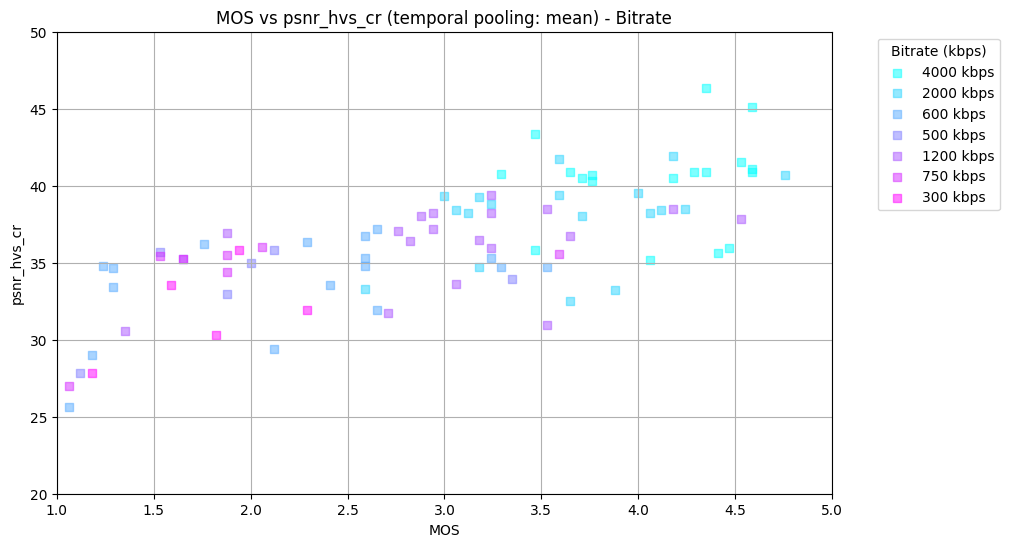 MOS vs psnr_hvs_cr (temporal pooling: mean) - Bitrate
psnr_hvs_cr
50
45
40
35
30
25
20
1.0 1.5 2.0 2.5 3.0 3.5 4.0 4.5 5.0
MOS
Bitrate (kbps)
4000 kbps
2000 kbps
600 kbps
500 kbps
1200 kbps
750 kbps
300 kbps